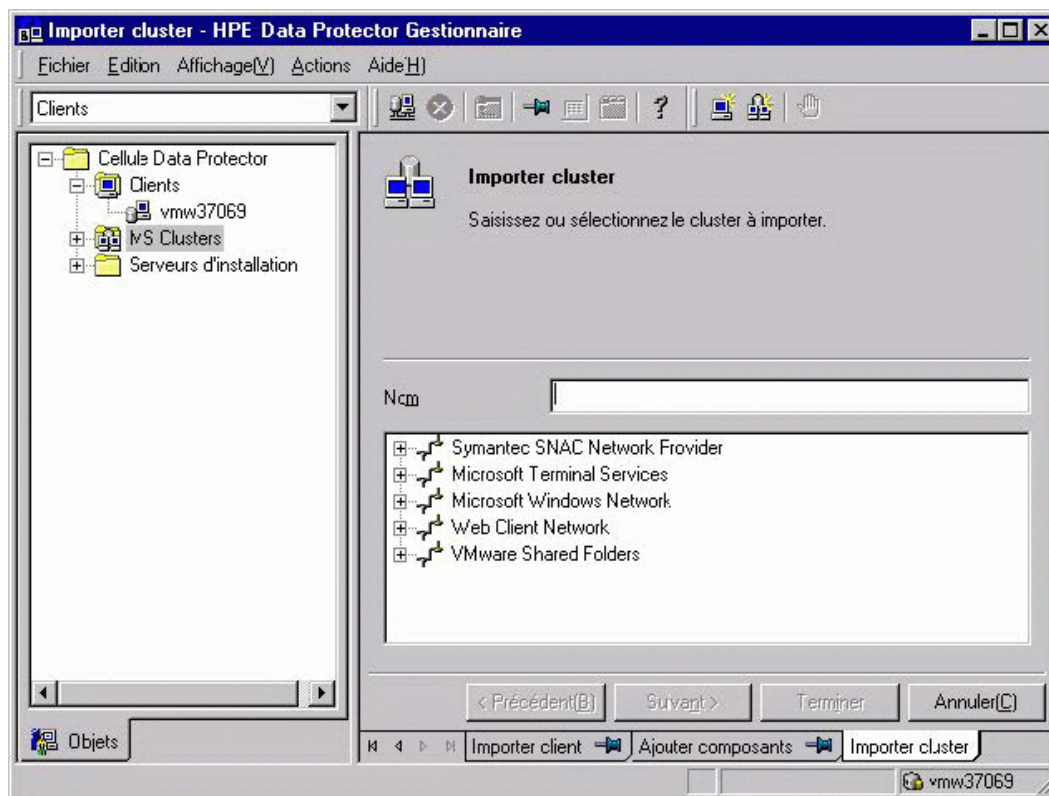 Importer cluster - HPE Data Protector Gestionnaire
Fichier Edition Affichage(V) Actions Aide(H)
Clients
Cellule Data Protector
Clients
vmw37069
MS Clusters
Serveurs d'installation
Objets
Importer cluster
Saisissez ou sélectionnez le cluster à importer.
Nom
Symantec SNAC Network Provider
Microsoft Terminal Services
Microsoft Windows Network
Web Client Network
VMware Shared Folders
< Précédent(B) Suivant > Terminer Annuler(C)
Importer client Ajouter composants Importer cluster
vmw37069